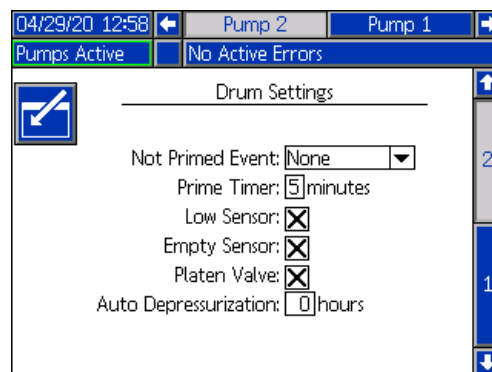 04/29/20 12:58 Pump 2 Pump 1
Pumps Active No Active Errors
Drum Settings
Not Primed Event: None
2
Prime Timer: 5 minutes
Low Sensor:
Empty Sensor:
Platen Valve:
1
Auto Depressurization: 0 hours